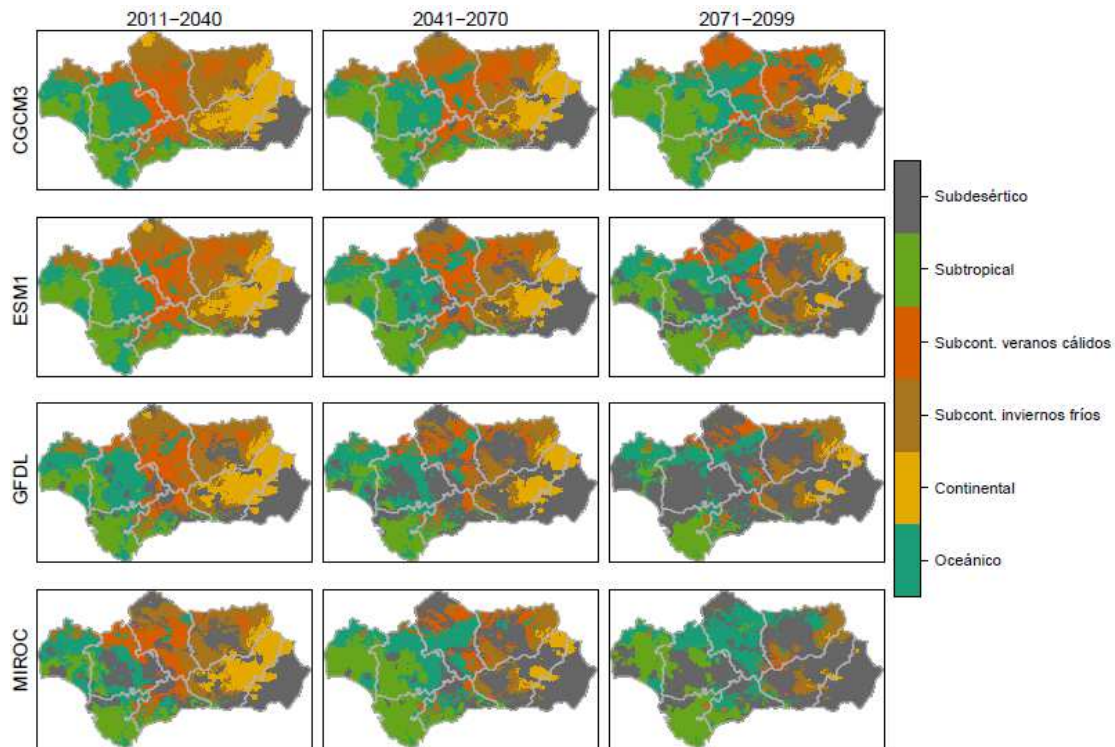 2011−2040
2041−2070
2071−2099
CGCM3
ESM1
GFDL
MIROC
Subdesértico
Subtropical
Subcont. veranos cálidos
Subcont. inviernos fríos
Continental
Oceánico